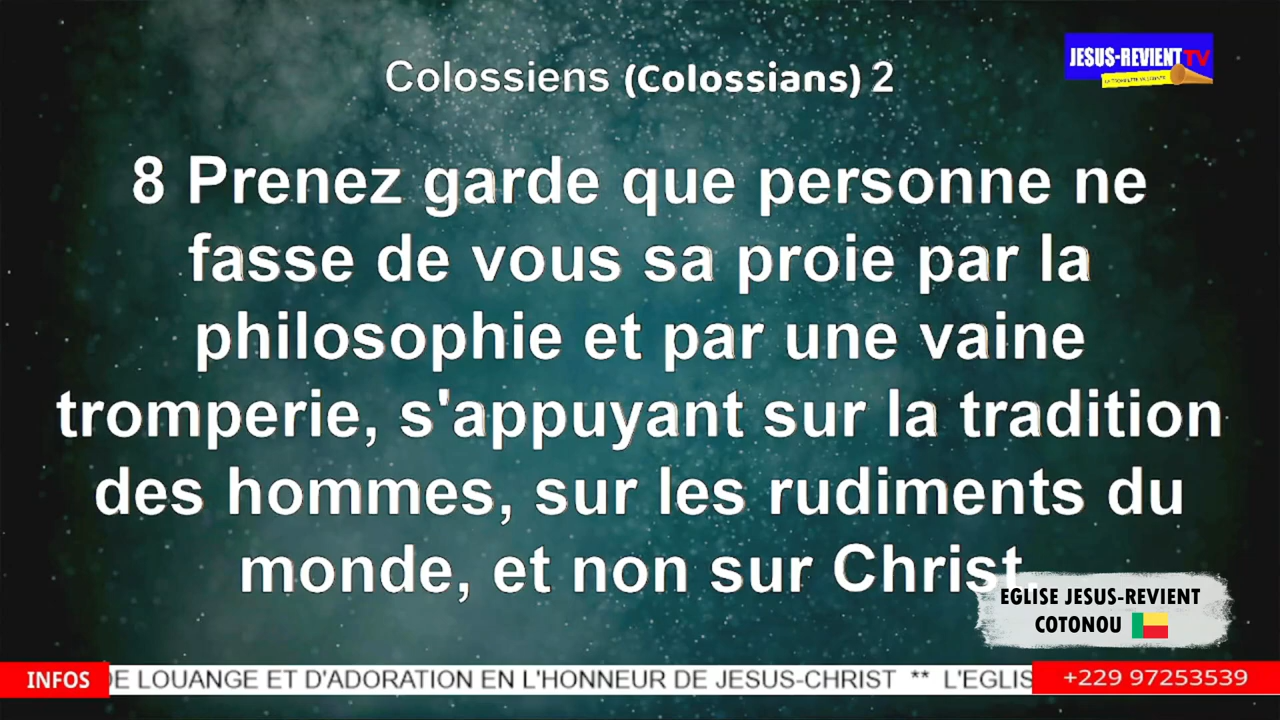 Colossiens (Colossians) 2
JESUS-REVIENT TV
8 Prenez garde que personne ne
fasse de vous sa proie par la
philosophie et par une vaine
tromperie, s'appuyant sur la tradition
des hommes, sur les rudiments du
monde, et non sur Christ.
EGLISE JESUS-REVIENT
COTONOU
INFOS
DE LOUANGE ET D'ADORATION EN L'HONNEUR DE JESUS-CHRIST ** L'EGLIS
+229 97253539